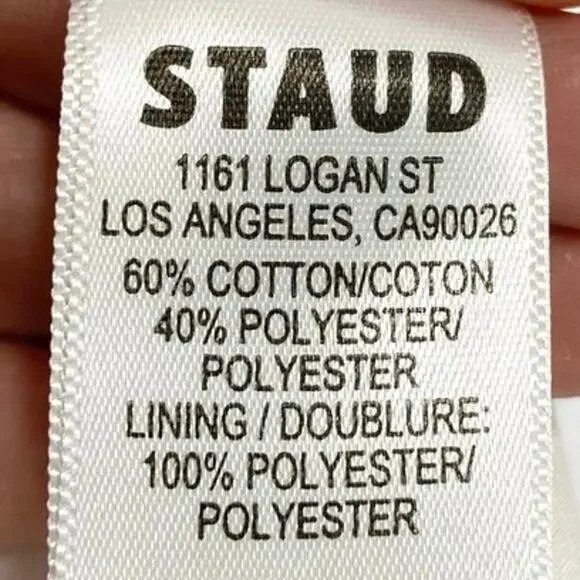 STAUD
1161 LOGAN ST
LOS ANGELES, CA90026
60% COTTON/COTON
40% POLYESTER/
POLYESTER
LINING / DOUBLURE:
100% POLYESTER/
POLYESTER